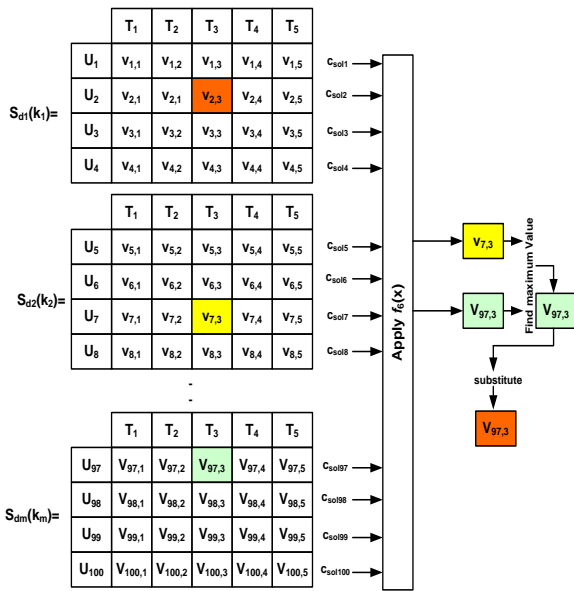 T1 T2 T3 T4 T5
U1 v1,1 v1,2 v1,3 v1,4 v1,5 csol1
U2 v2,1 v2,1 v2,3 v2,4 v2,5 csol2
Sd1(k1)=
U3 v3,1 v3,2 v3,3 v3,4 v3,5 csol3
U4 v4,1 v4,2 v4,3 v4,4 v4,5 csol4
T1 T2 T3 T4 T5
U5 v5,1 v5,2 v5,3 v5,4 v5,5 csol5
U6 v6,1 v6,2 v6,3 v6,4 v6,5 csol6
Sd2(k2)=
U7 v7,1 v7,2 v7,3 v7,4 v7,5 csol7
U8 v8,1 v8,2 v8,3 v8,4 v8,5 csol8
-
-
T1 T2 T3 T4 T5
U97 V97,1 V97,2 V97,3 V97,4 V97,5 csol97
U98 V98,1 V98,2 V98,3 V98,4 V98,5 csol98
Sdm(km)=
U99 V99,1 V99,2 V99,3 V99,4 V99,5 csol99
U100 V100,1 V100,2 V100,3 V100,4 V100,5 csol100
Apply f6(x)
v7,3
V97,3
Find maximum Value
V97,3
substitute
V97,3